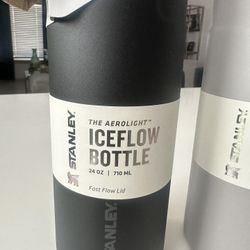 STANLEY
THE AEROLIGHT™
ICEFLOW
BOTTLE
24 OZ | 710 ML
Fast Flow Lid
STANLEY